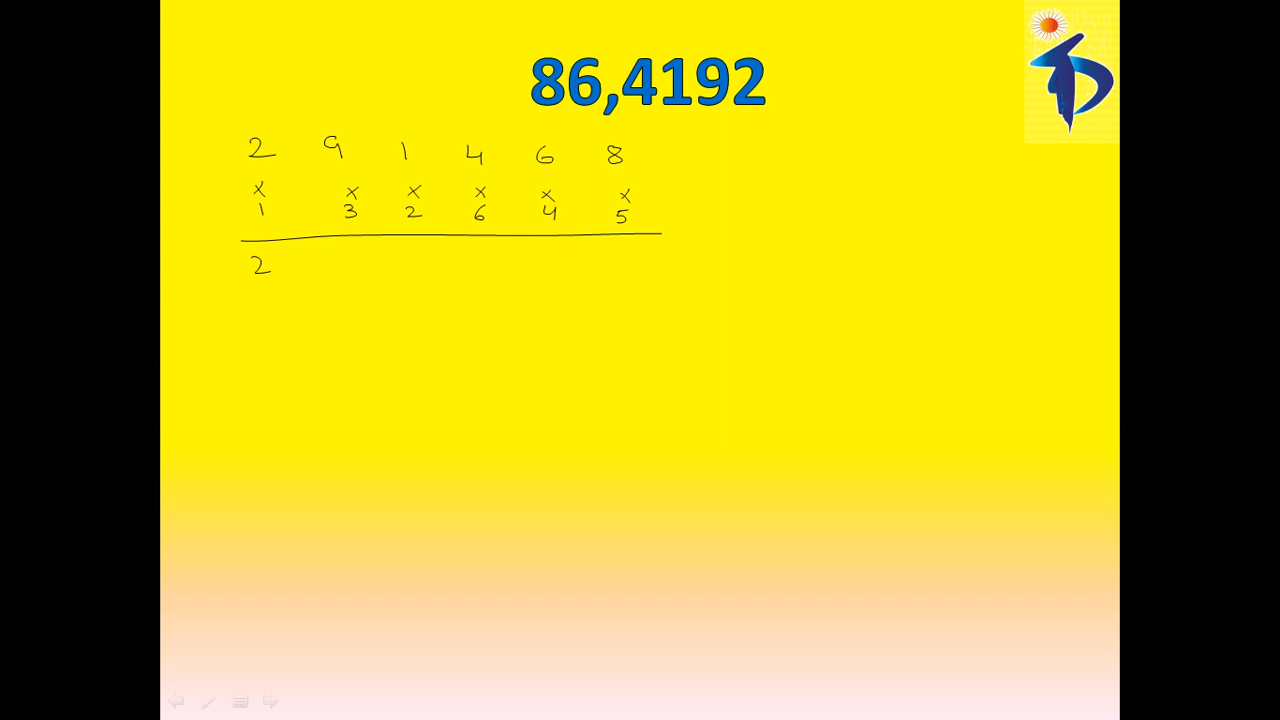 86,4192
2 9 1 4 6 8
x x x x x x
1 3 2 6 4 5
2